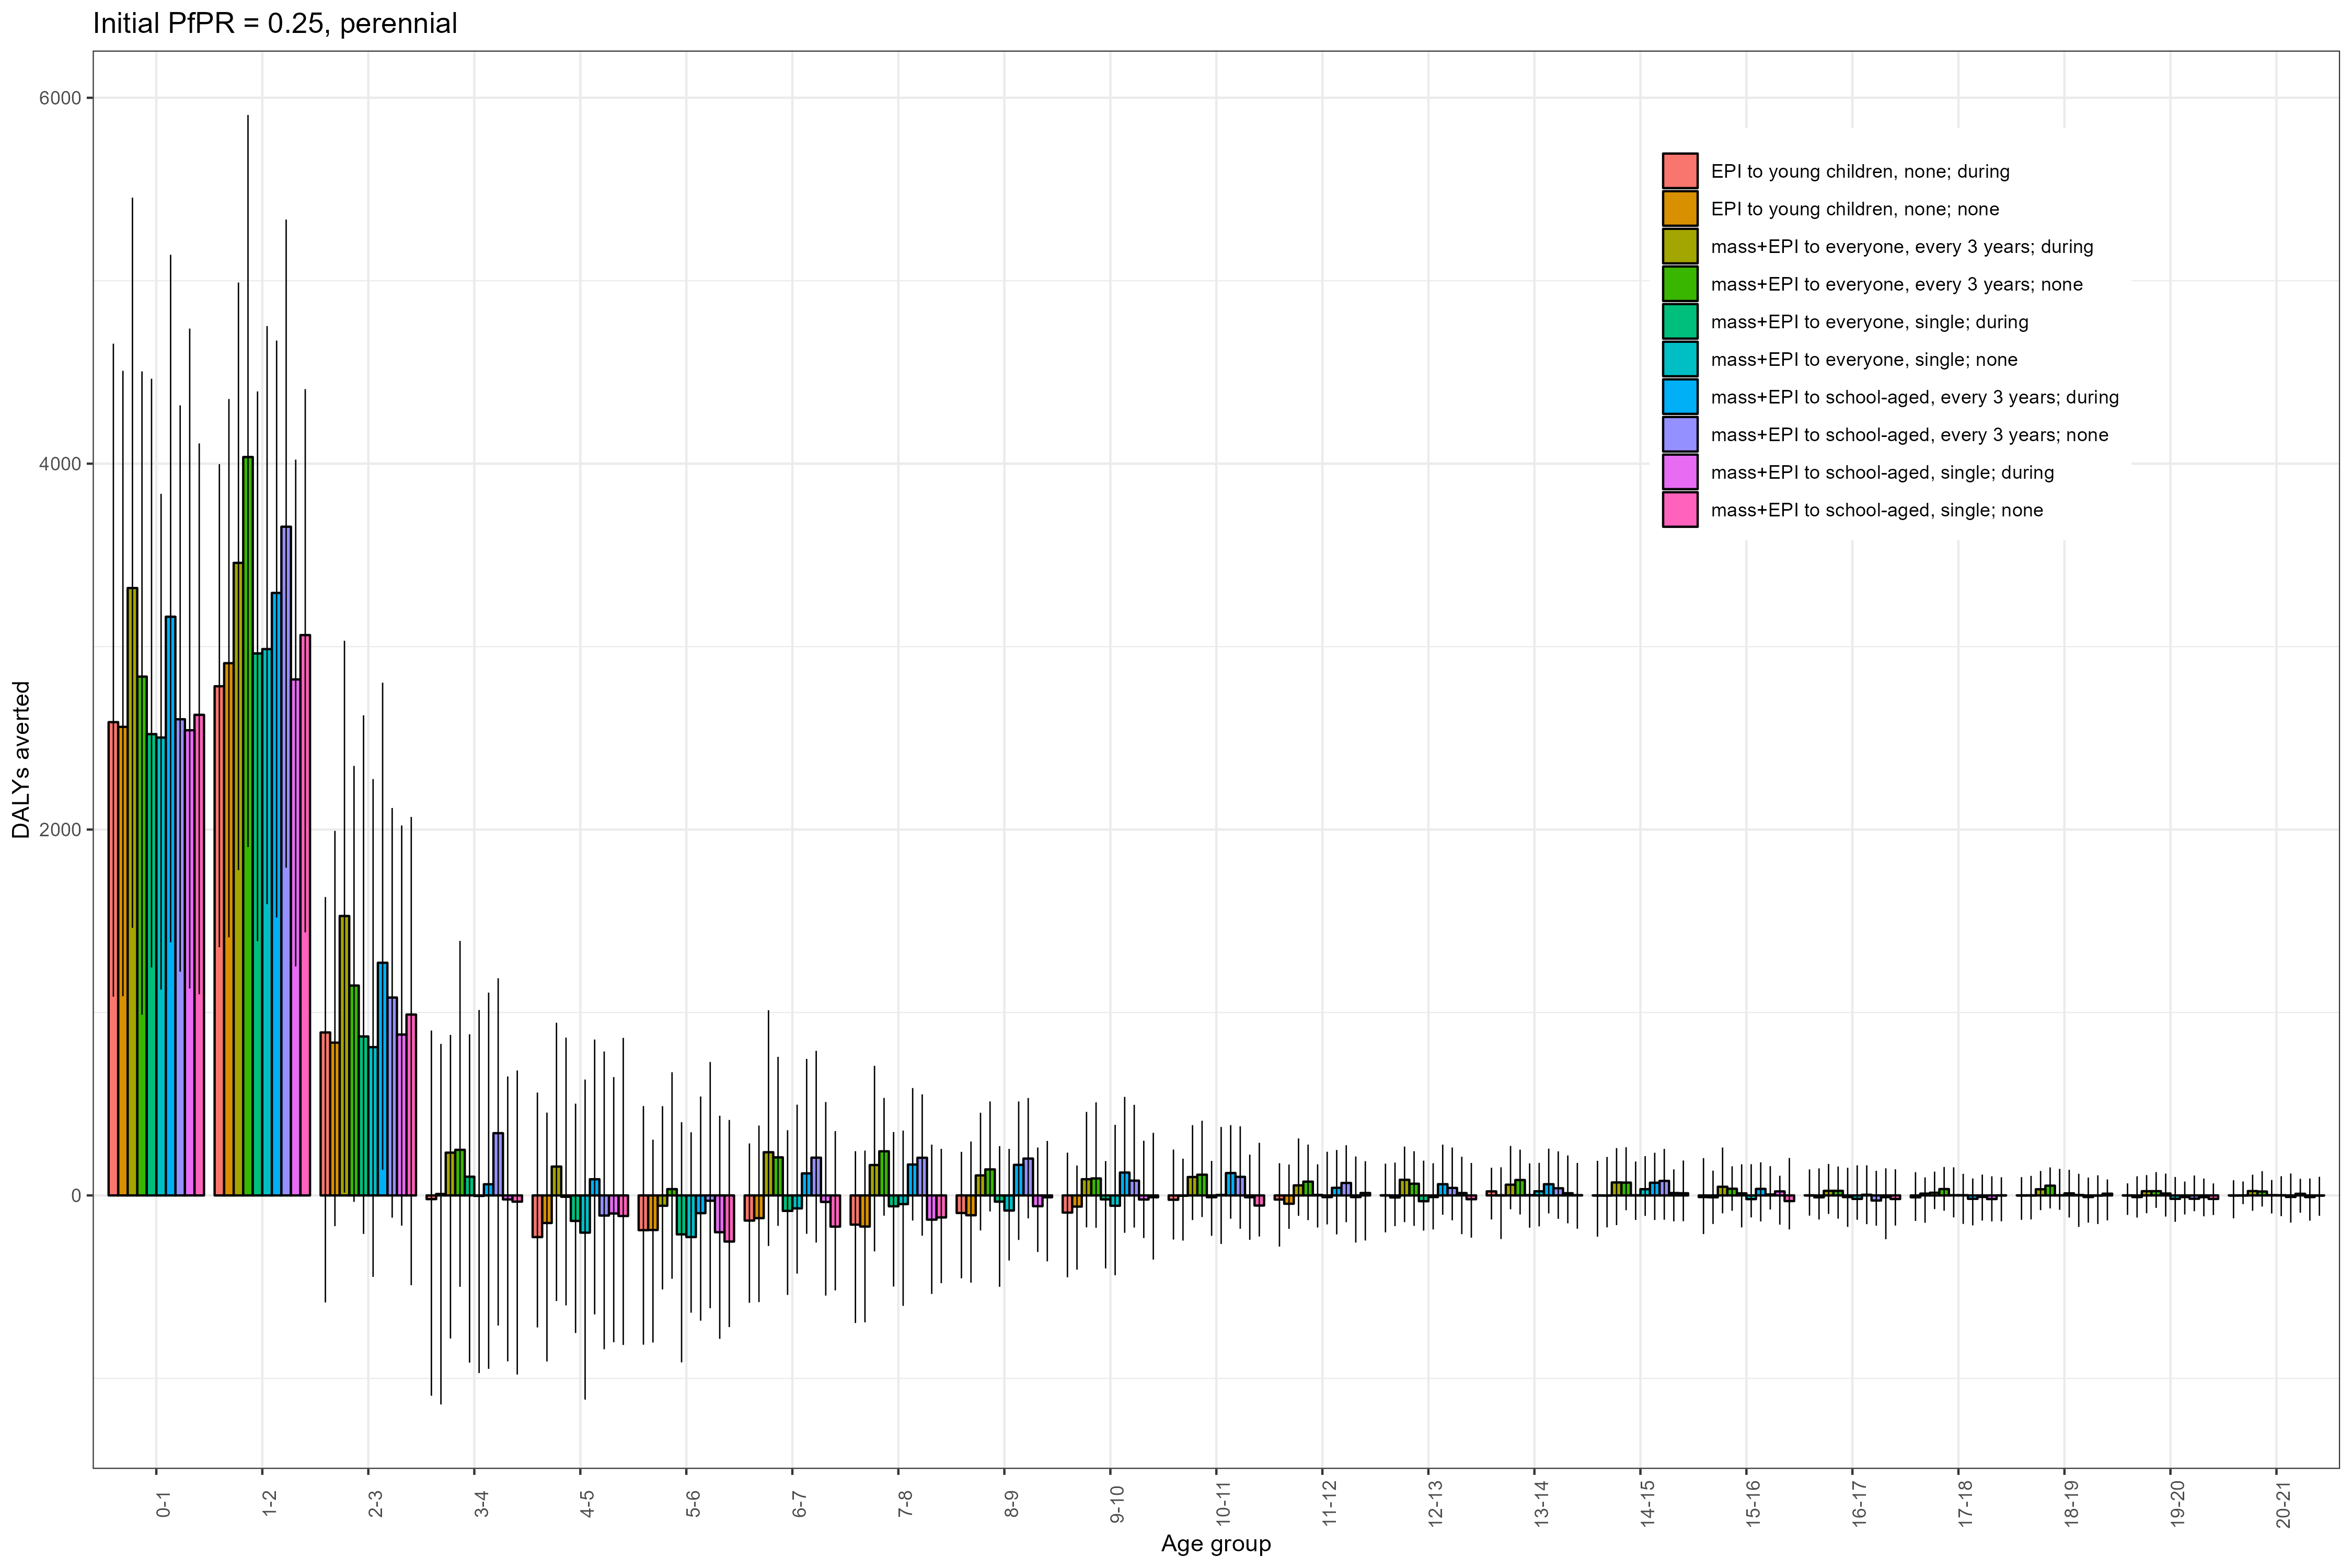 Initial PfPR = 0.25, perennial
6000
4000
2000
0
DALYs averted
EPI to young children, none; during
EPI to young children, none; none
mass+EPI to everyone, every 3 years; during
mass+EPI to everyone, every 3 years; none
mass+EPI to everyone, single; during
mass+EPI to everyone, single; none
mass+EPI to school-aged, every 3 years; during
mass+EPI to school-aged, every 3 years; none
mass+EPI to school-aged, single; during
mass+EPI to school-aged, single; none
0-1
1-2
2-3
3-4
4-5
5-6
6-7
7-8
8-9
9-10
10-11
11-12
12-13
13-14
14-15
15-16
16-17
17-18
18-19
19-20
20-21
Age group